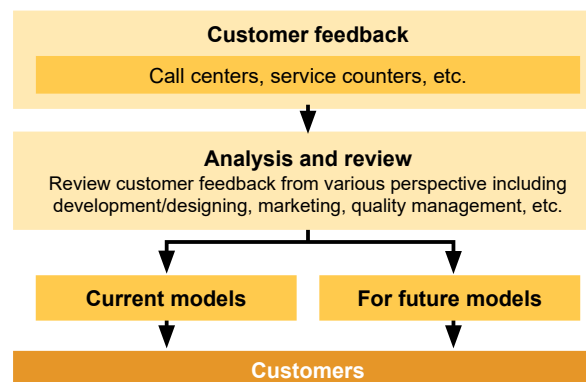 Customer feedback
Call centers, service counters, etc.
Analysis and review
Review customer feedback from various perspective including
development/designing, marketing, quality management, etc.
Current models
For future models
Customers